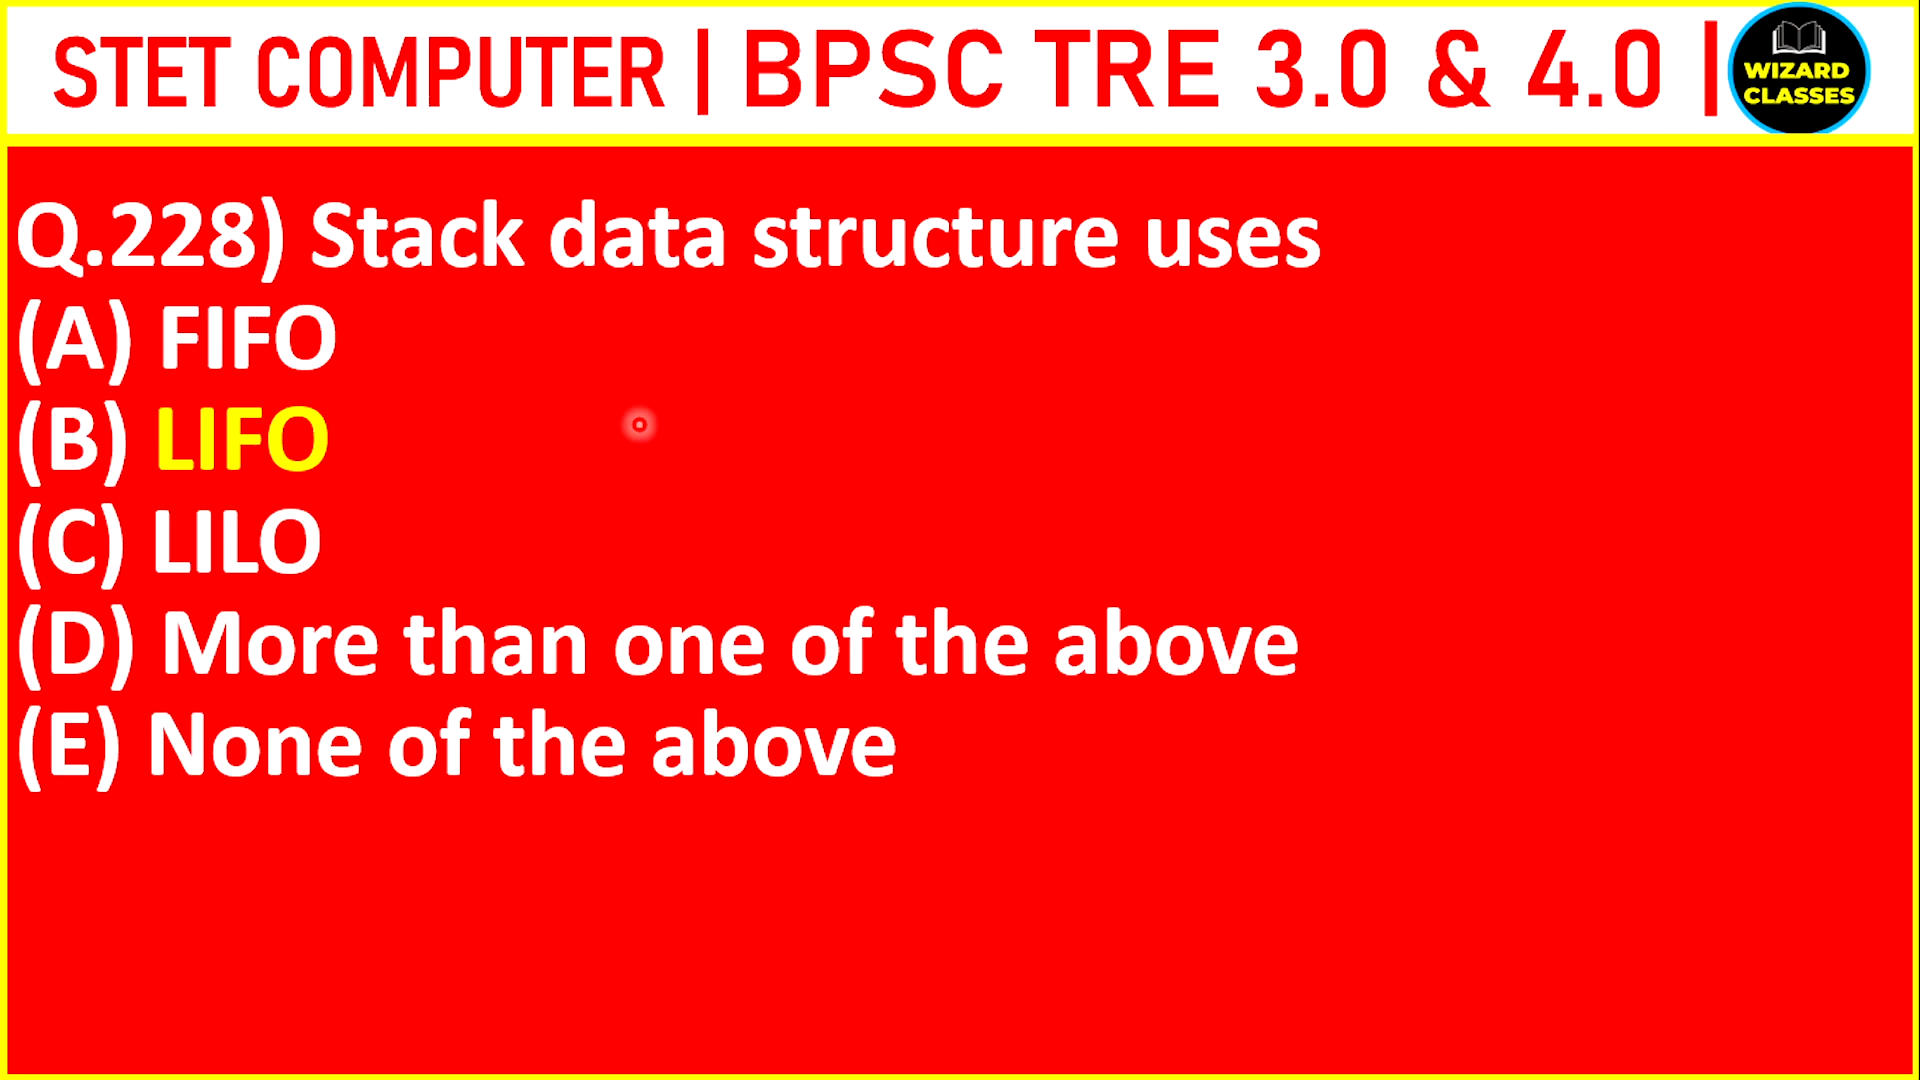 STET COMPUTER | BPSC TRE 3.0 & 4.0 |
WIZARD
CLASSES
Q.228) Stack data structure uses
(A) FIFO
(B) LIFO
(C) LILO
(D) More than one of the above
(E) None of the above